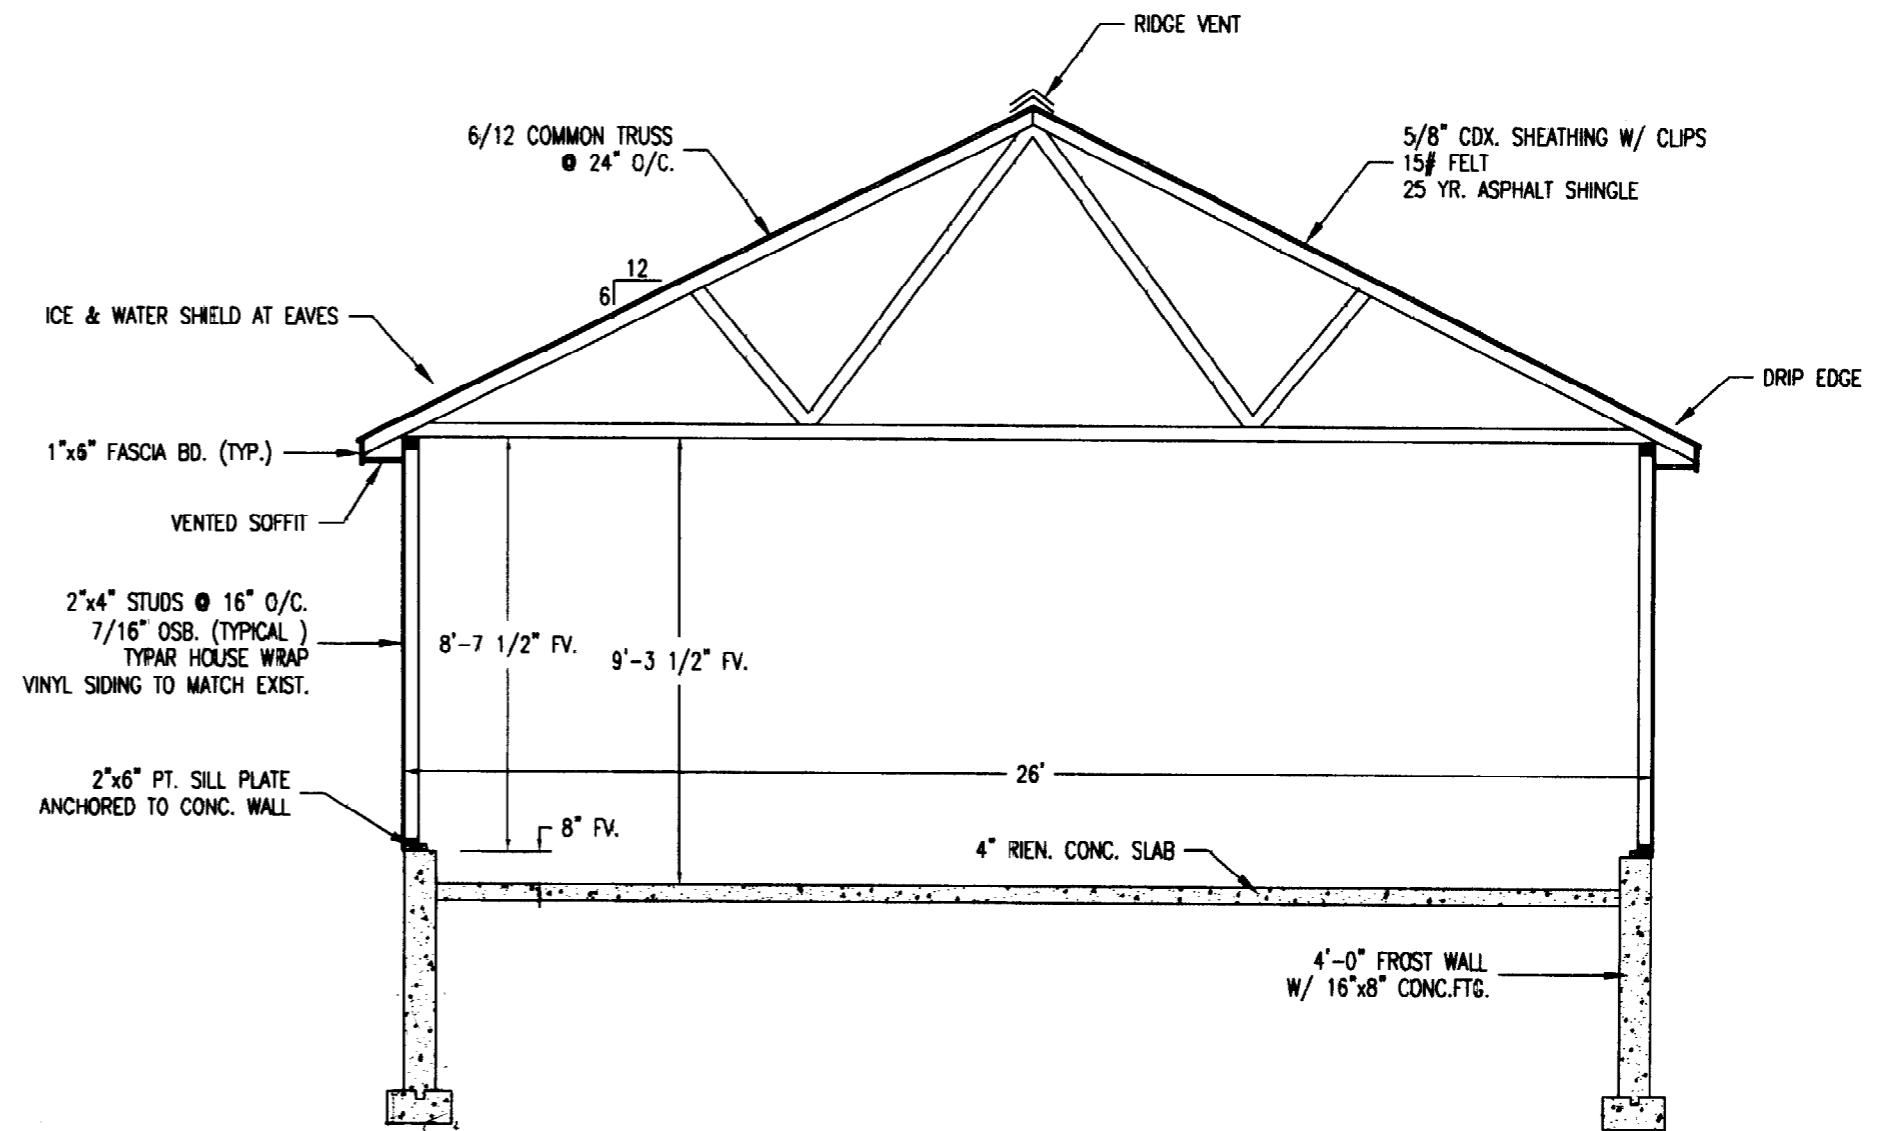 RIDGE VENT
6/12 COMMON TRUSS
@ 24" O/C.
5/8" CDX. SHEATHING W/ CLIPS
15# FELT
25 YR. ASPHALT SHINGLE
12
6
ICE & WATER SHIELD AT EAVES
DRIP EDGE
1"x6" FASCIA BD. (TYP.)
VENTED SOFFIT
2"x4" STUDS @ 16" O/C.
7/16" OSB. (TYPICAL )
TYPAR HOUSE WRAP
VINYL SIDING TO MATCH EXIST.
8'-7 1/2" FV.
9'-3 1/2" FV.
26'
2"x6" PT. SILL PLATE
ANCHORED TO CONC. WALL
8" FV.
4" RIEN. CONC. SLAB
4'-0" FROST WALL
W/ 16"x8" CONC.FTG.